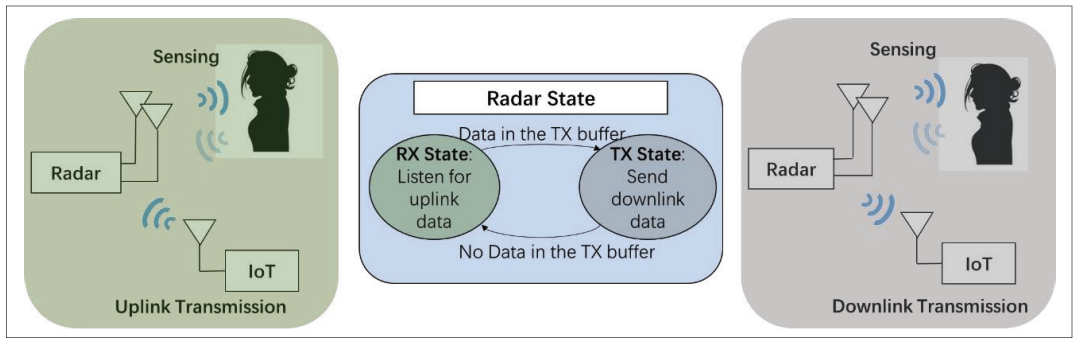 Sensing
Radar
IoT
Uplink Transmission
Radar State
Data in the TX buffer
RX State:
Listen for
uplink
data
TX State:
Send
downlink
data
No Data in the TX buffer
Sensing
Radar
IoT
Downlink Transmission